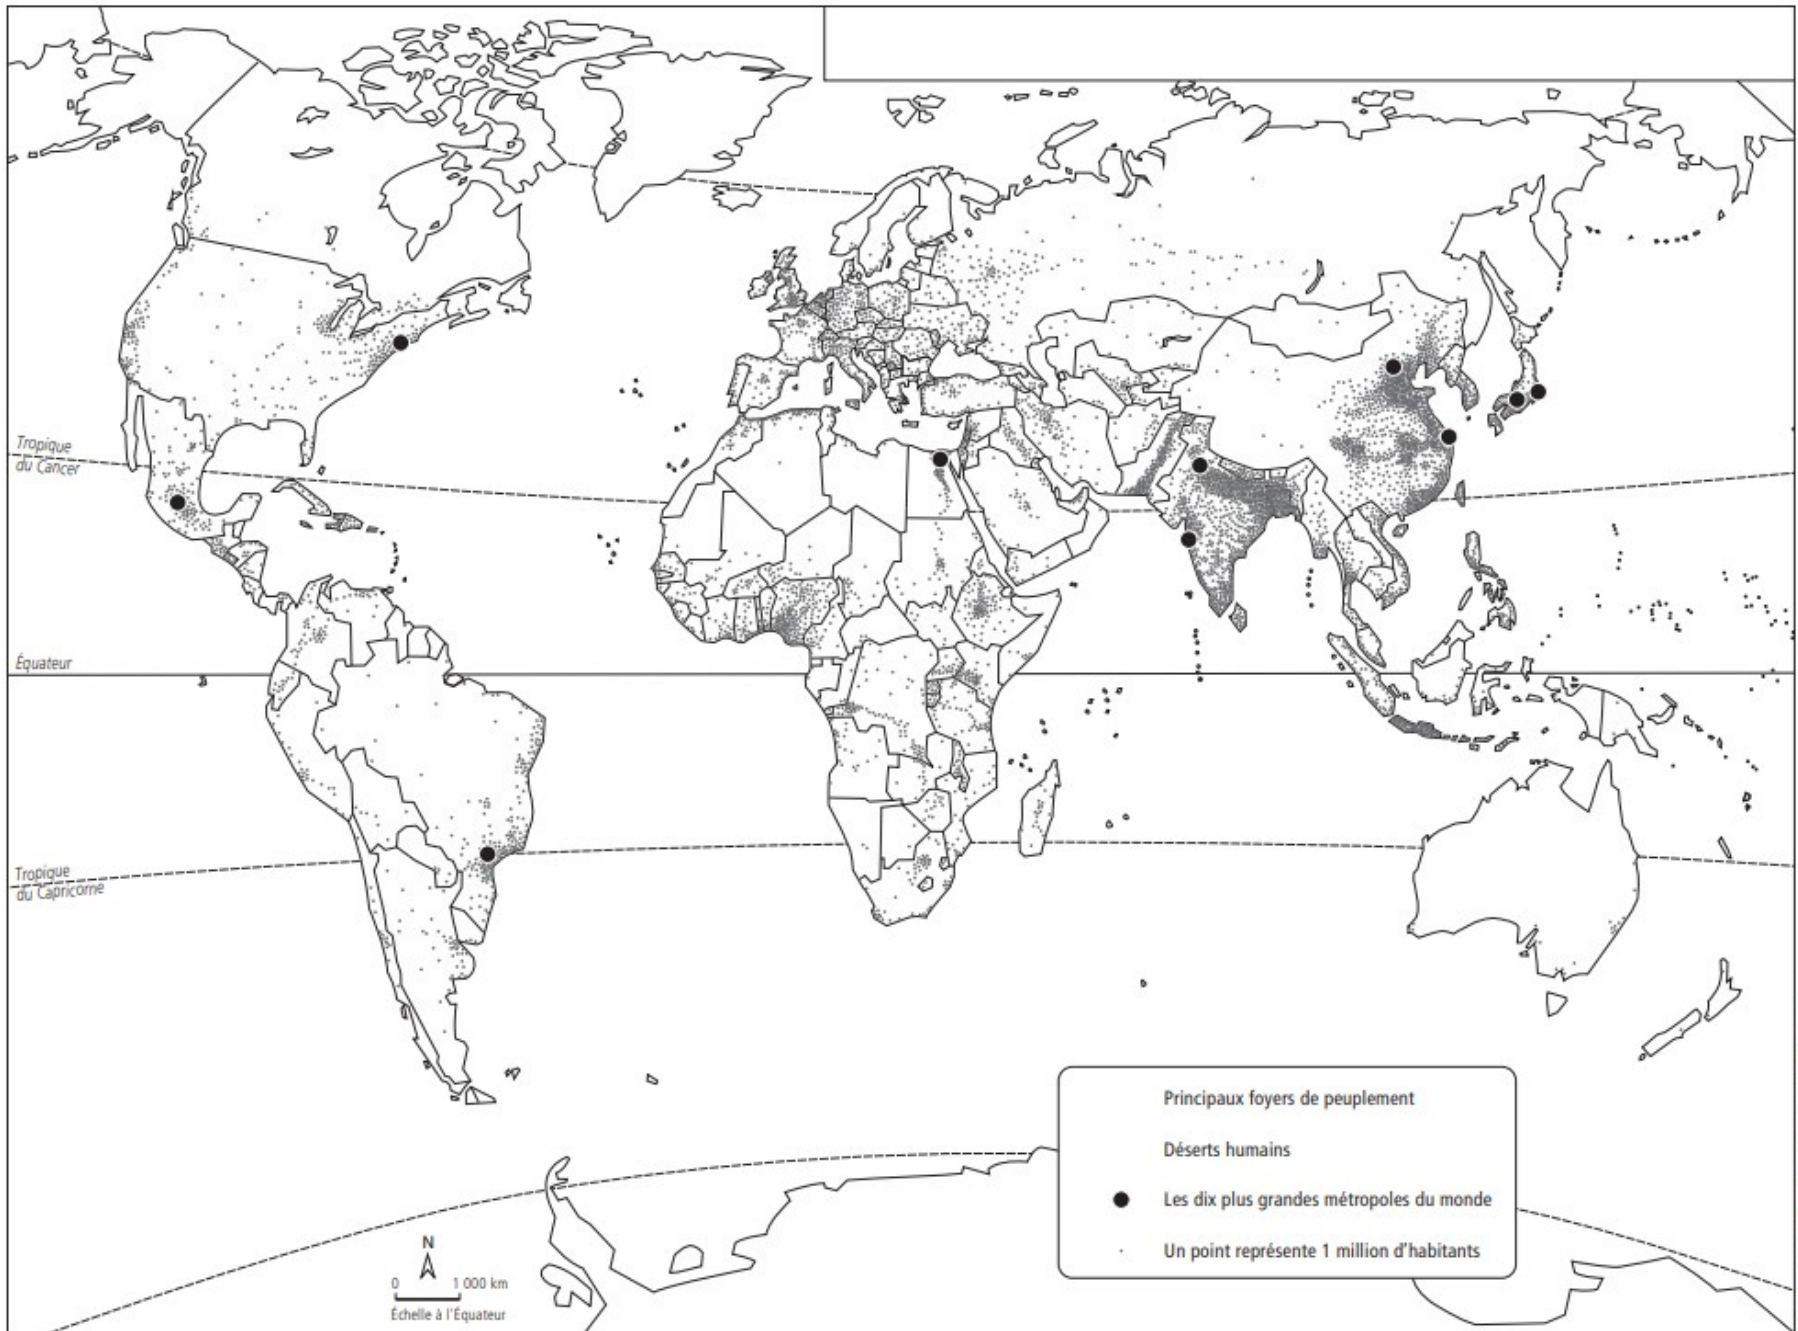 Tropique
du Cancer
Équateur
Tropique
du Capricorne
Principaux foyers de peuplement
Déserts humains
Les dix plus grandes métropoles du monde
Un point représente 1 million d'habitants
N
0 1 000 km
Échelle à l'Équateur